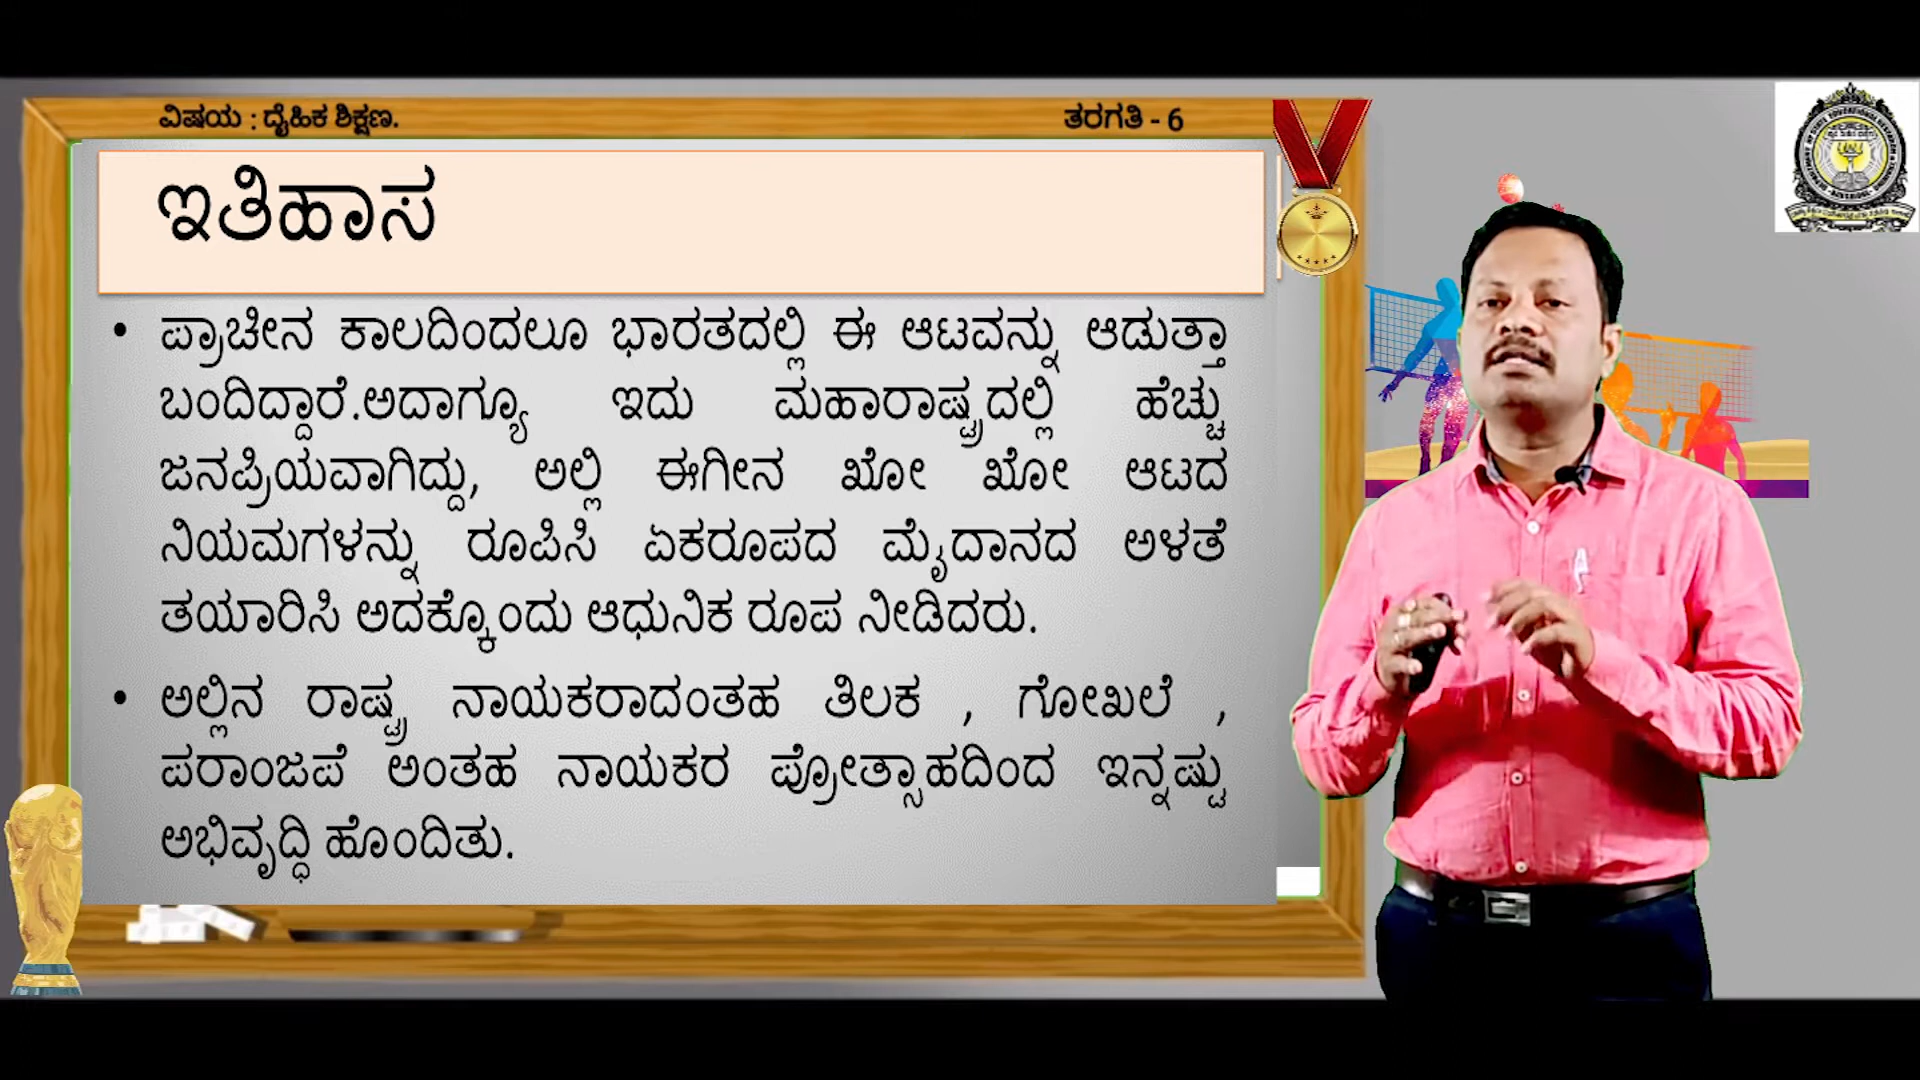 ವಿಷಯ : ದೈಹಿಕ ಶಿಕ್ಷಣ.
ತರಗತಿ - 6
ಇತಿಹಾಸ
• ಪ್ರಾಚೀನ ಕಾಲದಿಂದಲೂ ಭಾರತದಲ್ಲಿ ಈ ಆಟವನ್ನು ಆಡುತ್ತಾ
ಬಂದಿದ್ದಾರೆ.ಅದಾಗ್ಯೂ ಇದು ಮಹಾರಾಷ್ಟ್ರದಲ್ಲಿ ಹೆಚ್ಚು
ಜನಪ್ರಿಯವಾಗಿದ್ದು, ಅಲ್ಲಿ ಈಗೀನ ಖೋ ಖೋ ಆಟದ
ನಿಯಮಗಳನ್ನು ರೂಪಿಸಿ ಏಕರೂಪದ ಮೈದಾನದ ಅಳತೆ
ತಯಾರಿಸಿ ಅದಕ್ಕೊಂದು ಆಧುನಿಕ ರೂಪ ನೀಡಿದರು.
• ಅಲ್ಲಿನ ರಾಷ್ಟ್ರ ನಾಯಕರಾದಂತಹ ತಿಲಕ , ಗೋಖಲೆ ,
ಪರಾಂಜಪೆ ಅಂತಹ ನಾಯಕರ ಪ್ರೋತ್ಸಾಹದಿಂದ ಇನ್ನಷ್ಟು
ಅಭಿವೃದ್ಧಿ ಹೊಂದಿತು.